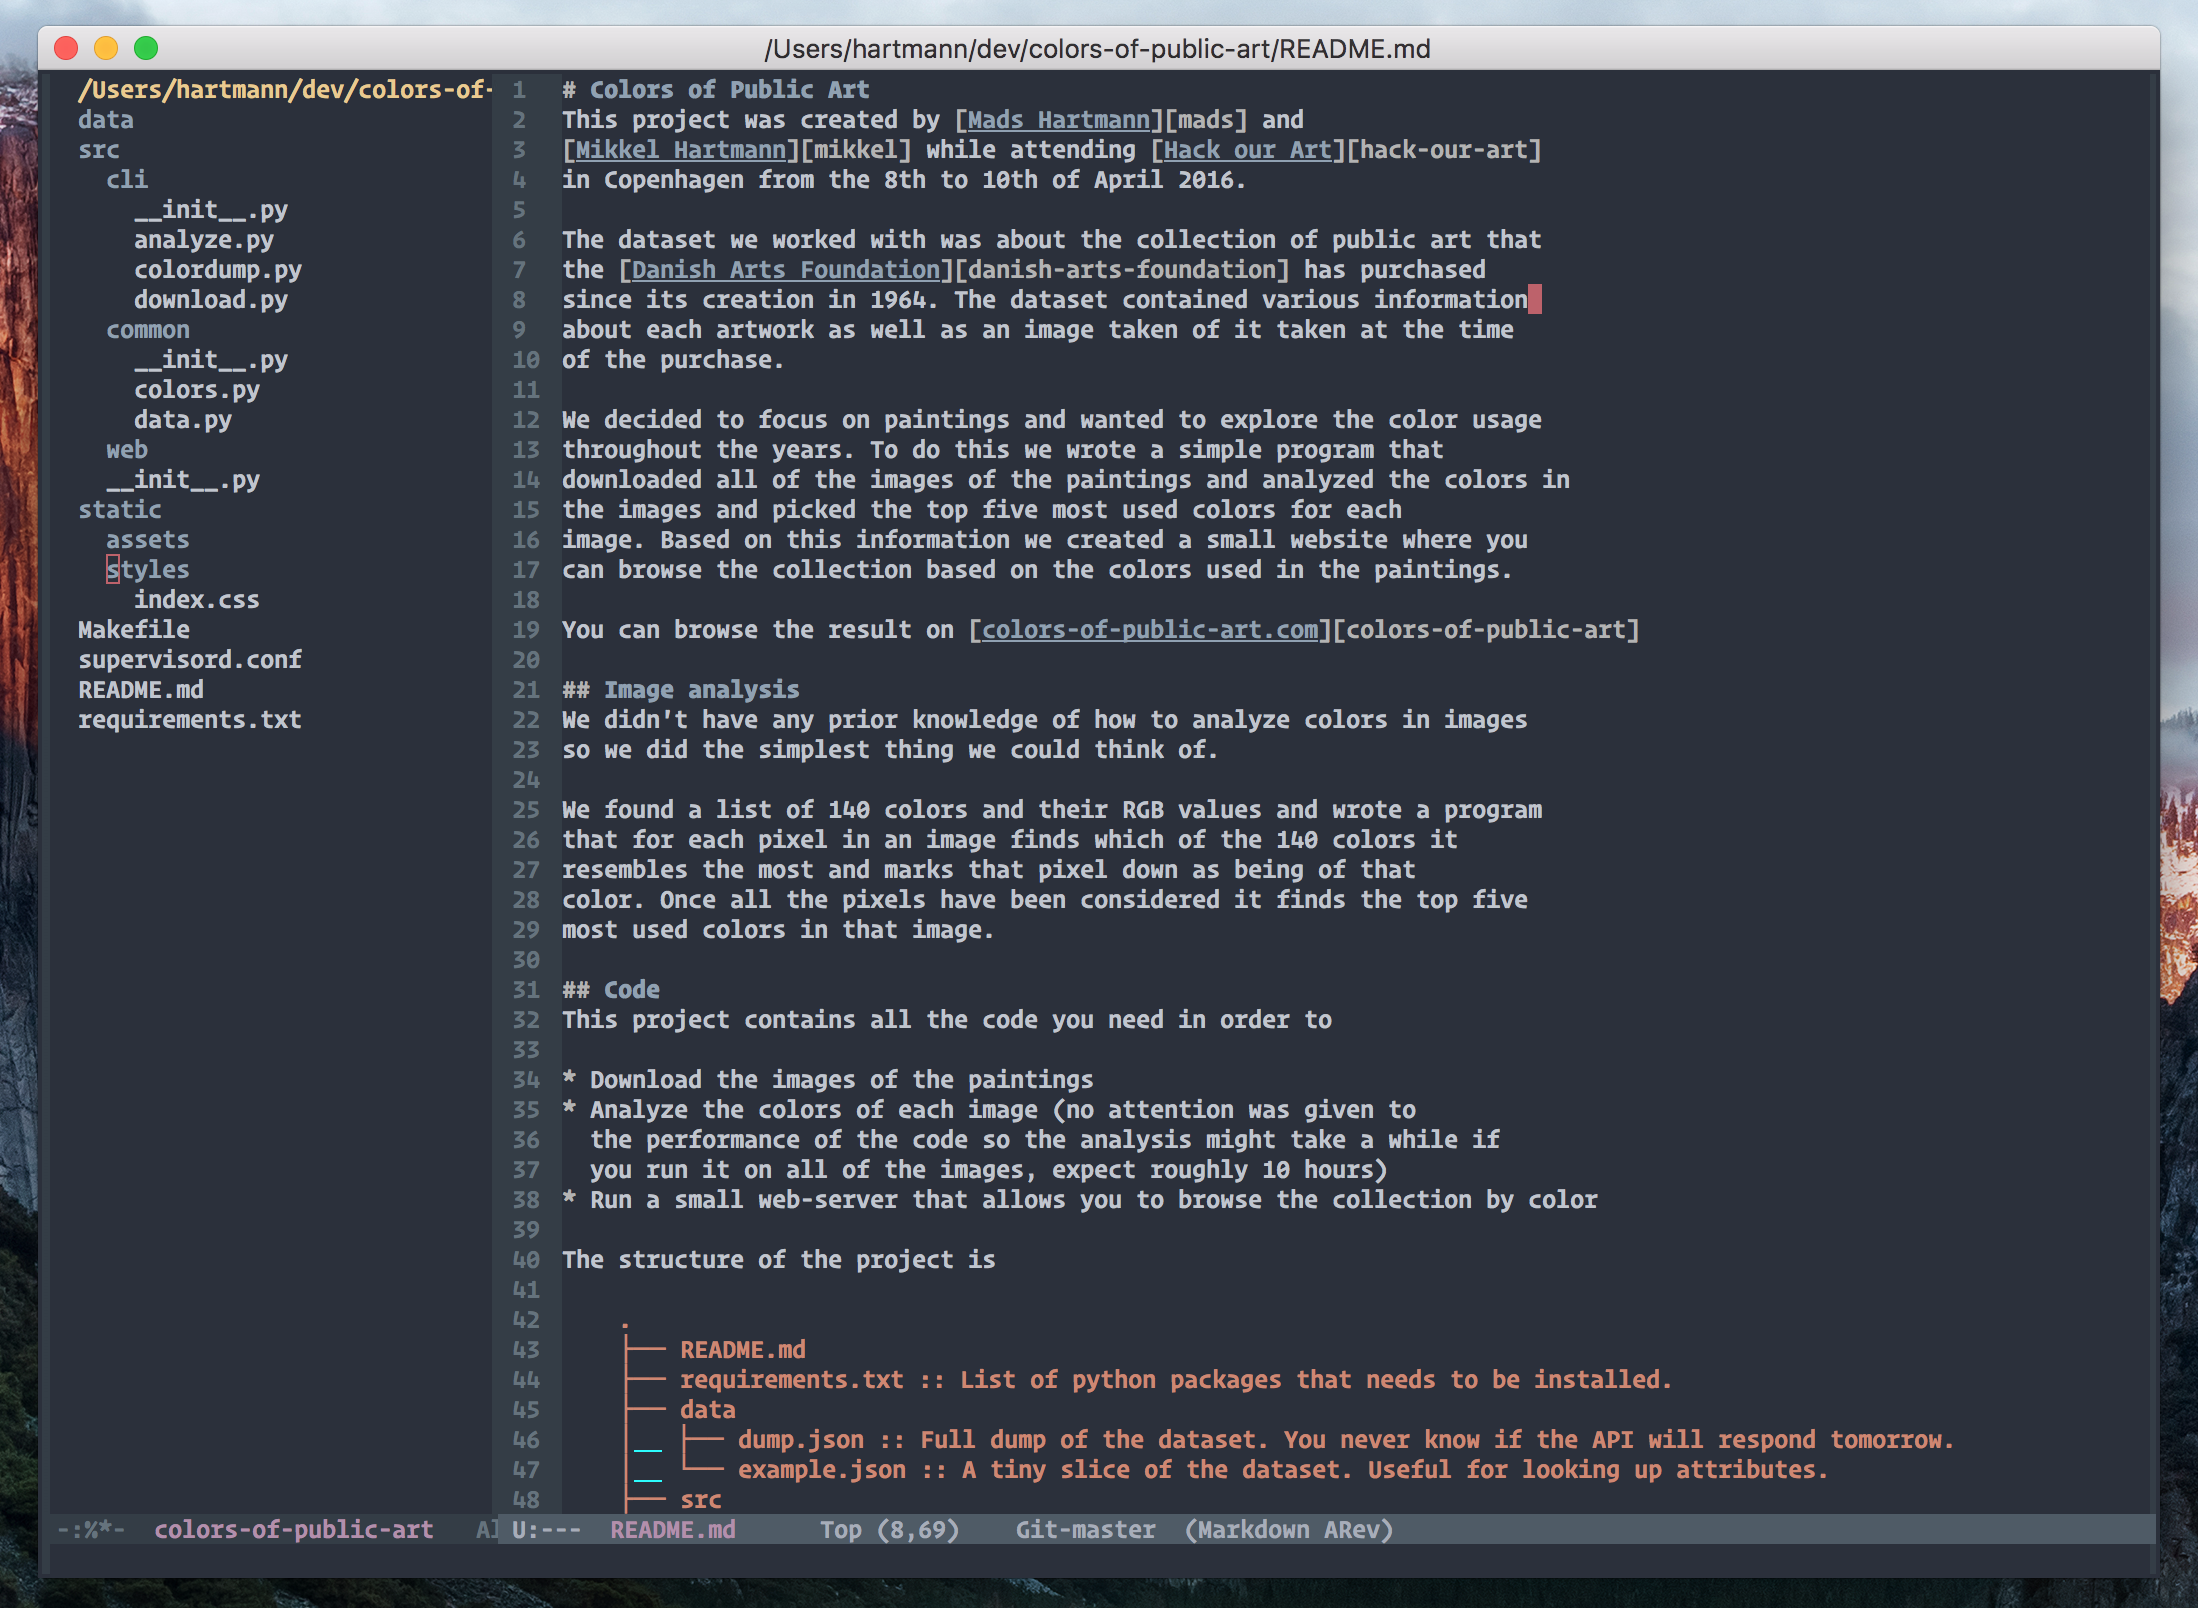 /Users/hartmann/dev/colors-of-public-art/README.md
/Users/hartmann/dev/colors-of-
data
src
cli
__init__.py
analyze.py
colordump.py
download.py
common
__init__.py
colors.py
data.py
web
__init__.py
static
assets
styles
index.css
Makefile
supervisord.conf
README.md
requirements.txt
-:%*- colors-of-public-art Al
1 # Colors of Public Art
2 This project was created by [Mads Hartmann][mads] and
3 [Mikkel Hartmann][mikkel] while attending [Hack our Art][hack-our-art]
4 in Copenhagen from the 8th to 10th of April 2016.
5
6 The dataset we worked with was about the collection of public art that
7 the [Danish Arts Foundation][danish-arts-foundation] has purchased
8 since its creation in 1964. The dataset contained various information
9 about each artwork as well as an image taken of it taken at the time
10 of the purchase.
11
12 We decided to focus on paintings and wanted to explore the color usage
13 throughout the years. To do this we wrote a simple program that
14 downloaded all of the images of the paintings and analyzed the colors in
15 the images and picked the top five most used colors for each
16 image. Based on this information we created a small website where you
17 can browse the collection based on the colors used in the paintings.
18
19 You can browse the result on [colors-of-public-art.com][colors-of-public-art]
20
21 ## Image analysis
22 We didn't have any prior knowledge of how to analyze colors in images
23 so we did the simplest thing we could think of.
24
25 We found a list of 140 colors and their RGB values and wrote a program
26 that for each pixel in an image finds which of the 140 colors it
27 resembles the most and marks that pixel down as being of that
28 color. Once all the pixels have been considered it finds the top five
29 most used colors in that image.
30
31 ## Code
32 This project contains all the code you need in order to
33
34 * Download the images of the paintings
35 * Analyze the colors of each image (no attention was given to
36 the performance of the code so the analysis might take a while if
37 you run it on all of the images, expect roughly 10 hours)
38 * Run a small web-server that allows you to browse the collection by color
39
40 The structure of the project is
41
42 .
43 ├── README.md
44 ├── requirements.txt :: List of python packages that needs to be installed.
45 ├── data
46 │__ ├── dump.json :: Full dump of the dataset. You never know if the API will respond tomorrow.
47 │__ └── example.json :: A tiny slice of the dataset. Useful for looking up attributes.
48 ├── src
U:--- README.md Top (8,69) Git-master (Markdown ARev)